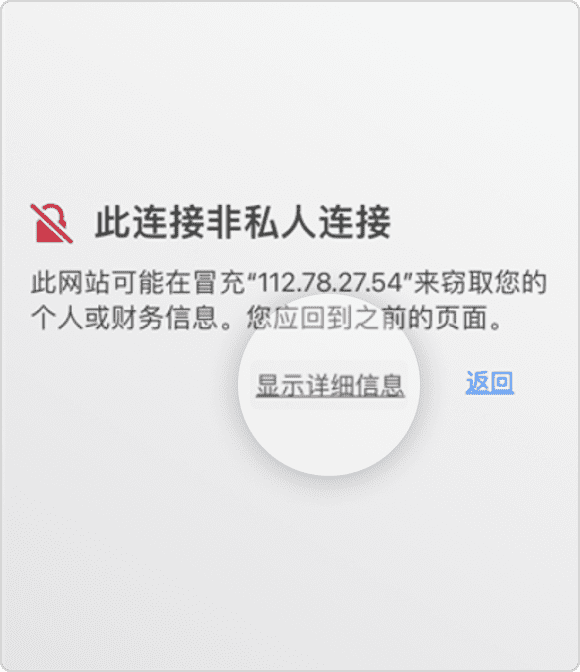 此连接非私人连接
此网站可能在冒充“112.78.27.54”来窃取您的
个人或财务信息。您应回到之前的页面。
显示详细信息 返回